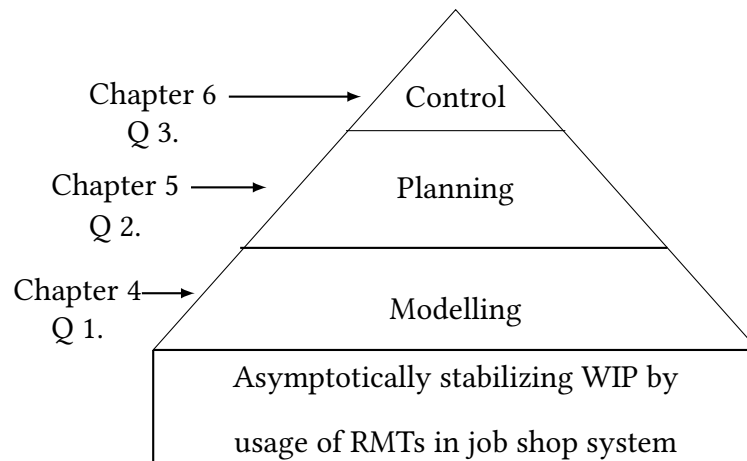 Chapter 6
Q 3.
Control
Chapter 5
Q 2.
Planning
Chapter 4
Q 1.
Modelling
Asymptotically stabilizing WIP by
usage of RMTs in job shop system